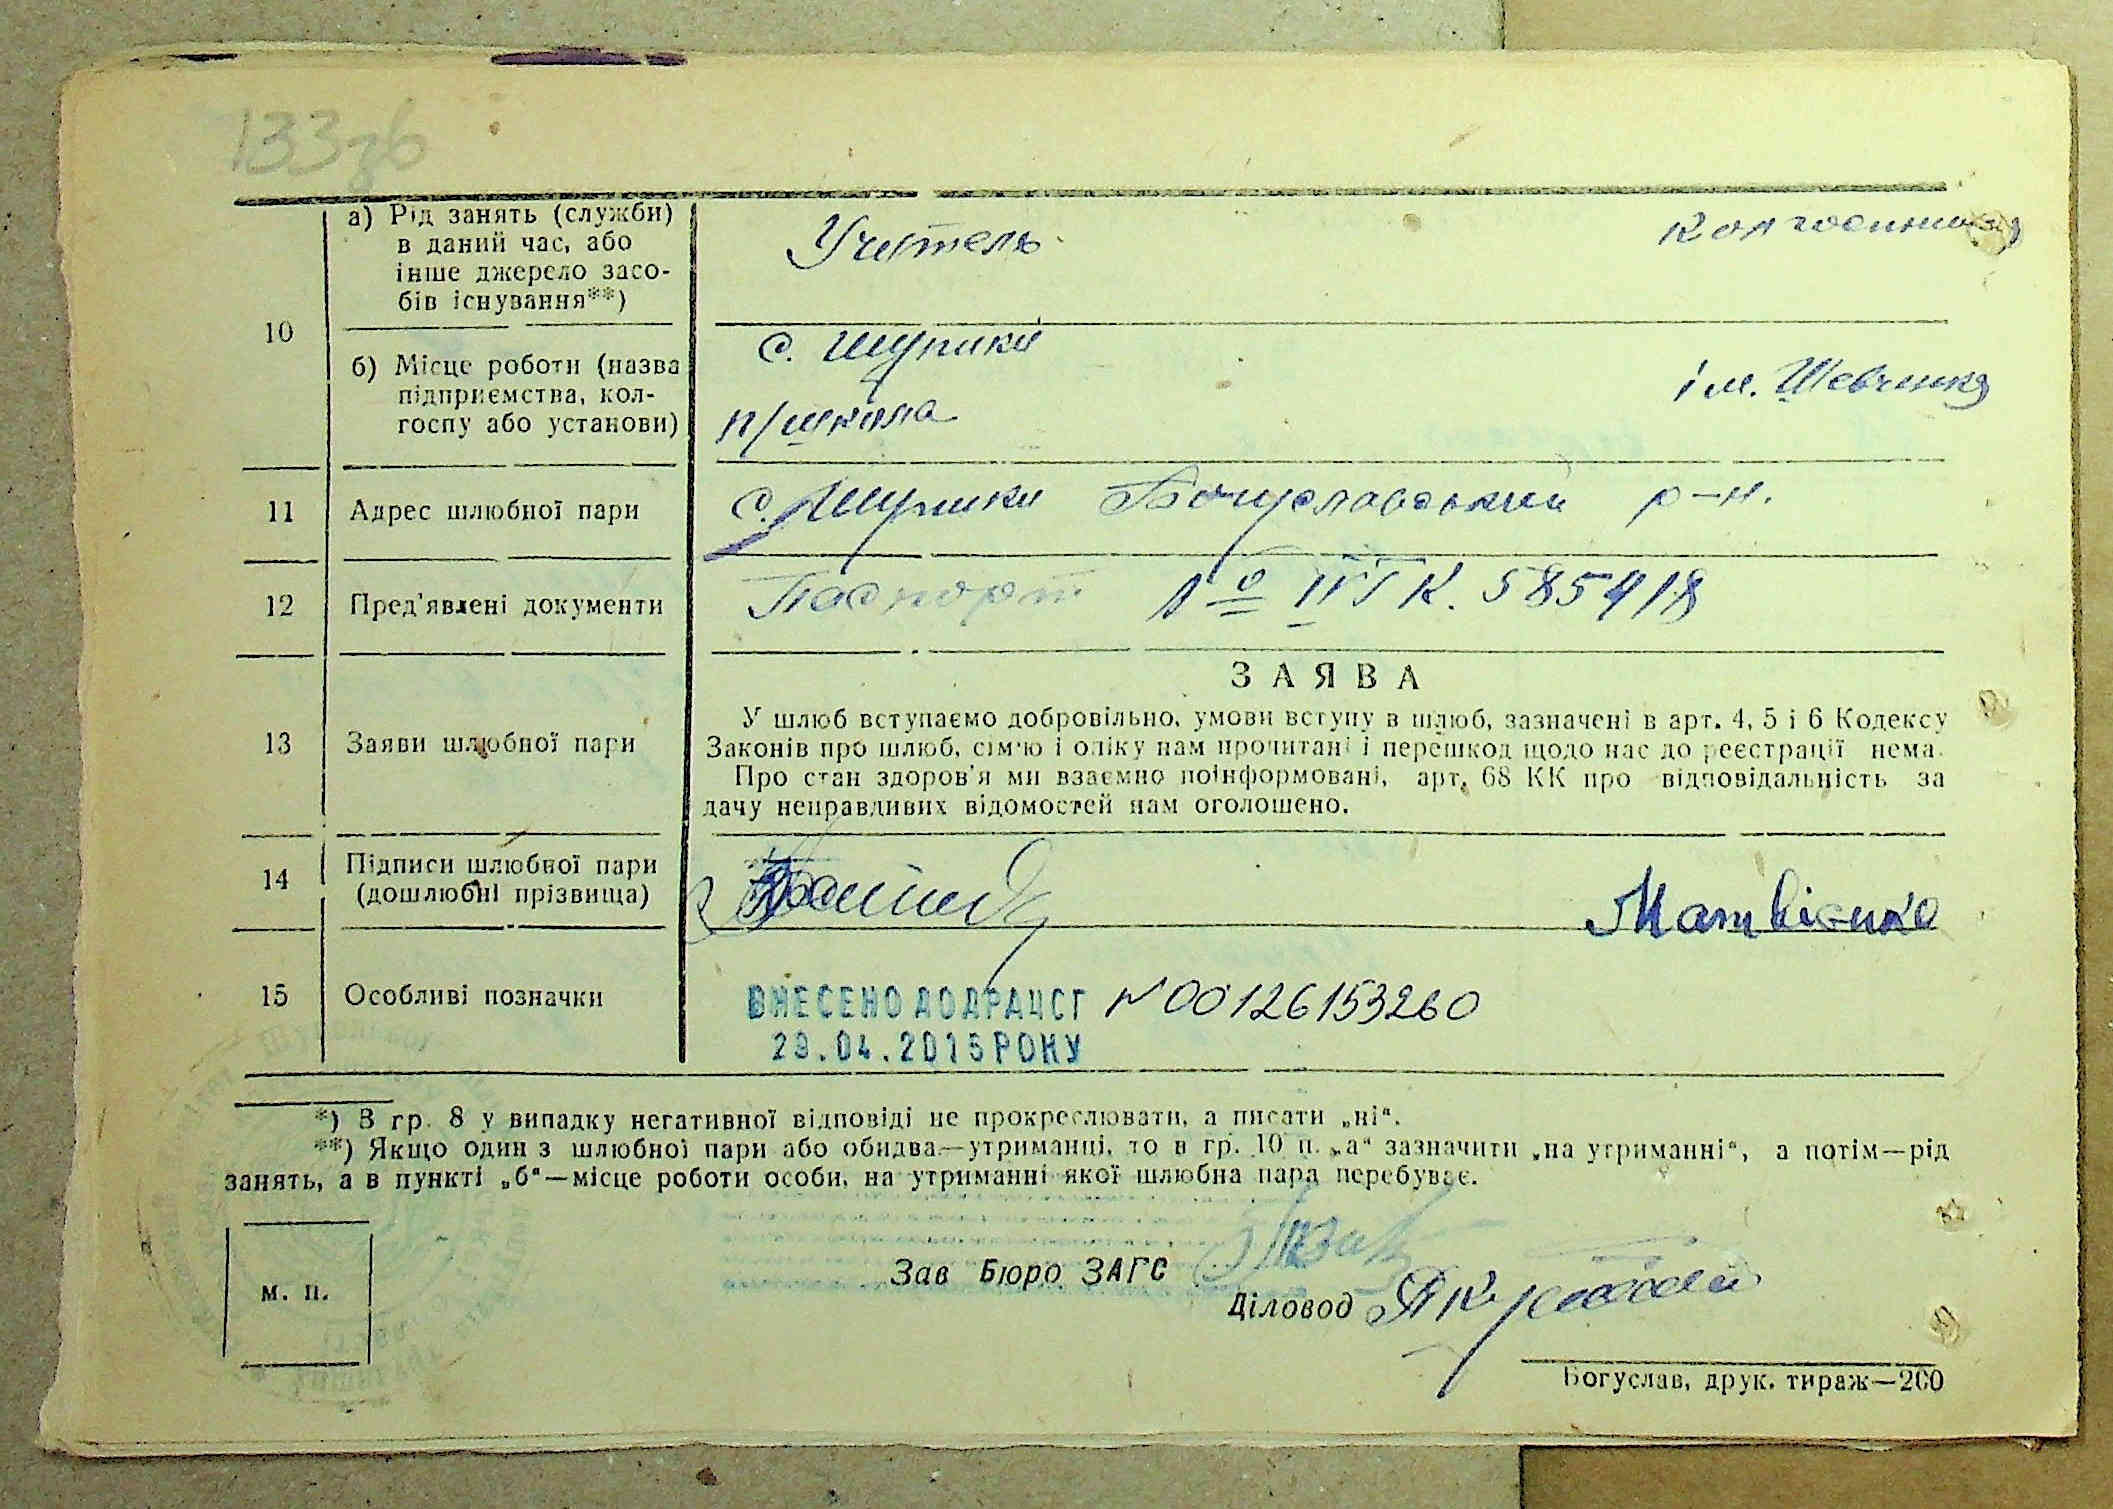 133зв
а) Рід занять (служби)
в даний час, або
інше джерело засо-
бів існування**)
Учитель
колгоспниця
10
б) Місце роботи (назва
підприємства, кол-
госпу або установи)
с. Шупики
п/школа
ім. Шевченка
11 Адрес шлюбної пари с. Шупики Богуславський р-н.
12 Пред'явлені документи Паспорт № 585418
ЗАЯВА
13 Заяви шлюбної пари
У шлюб вступаємо добровільно, умови вступу в шлюб, зазначені в арт. 4, 5 і 6 Кодексу
Законів про шлюб, сім'ю і опіку нам прочитані і перешкод щодо нас до реєстрації нема.
Про стан здоров'я ми взаємно поінформовані, арт. 68 КК про відповідальність за
дачу неправдивих відомостей нам оголошено.
14 Підписи шлюбної пари
(дошлюбні прізвища)
Матвієнко
15 Особливі позначки
ВНЕСЕНО ДО ДРАЦСГ N 00126153260
29.04.2015 РОКУ
*) В гр. 8 у випадку негативної відповіді не прокреслювати, а писати „ні“.
**) Якщо один з шлюбної пари або обидва—утриманці, то в гр. 10 п. „а“ зазначити „на утриманні“, а потім—рід
занять, а в пункті „б“—місце роботи особи, на утриманні якої шлюбна пара перебуває.
М. П.
Зав Бюро ЗАГС
Діловод
Богуслав, друк. тираж—200